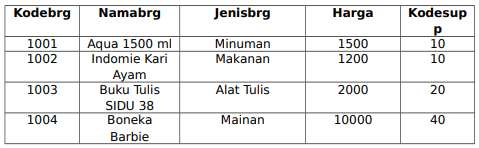 Kodebrg Namabrg Jenisbrg Harga Kodesup
p
1001 Aqua 1500 ml Minuman 1500 10
1002 Indomie Kari Makanan 1200 10
Ayam
1003 Buku Tulis Alat Tulis 2000 20
SIDU 38
1004 Boneka Mainan 10000 40
Barbie